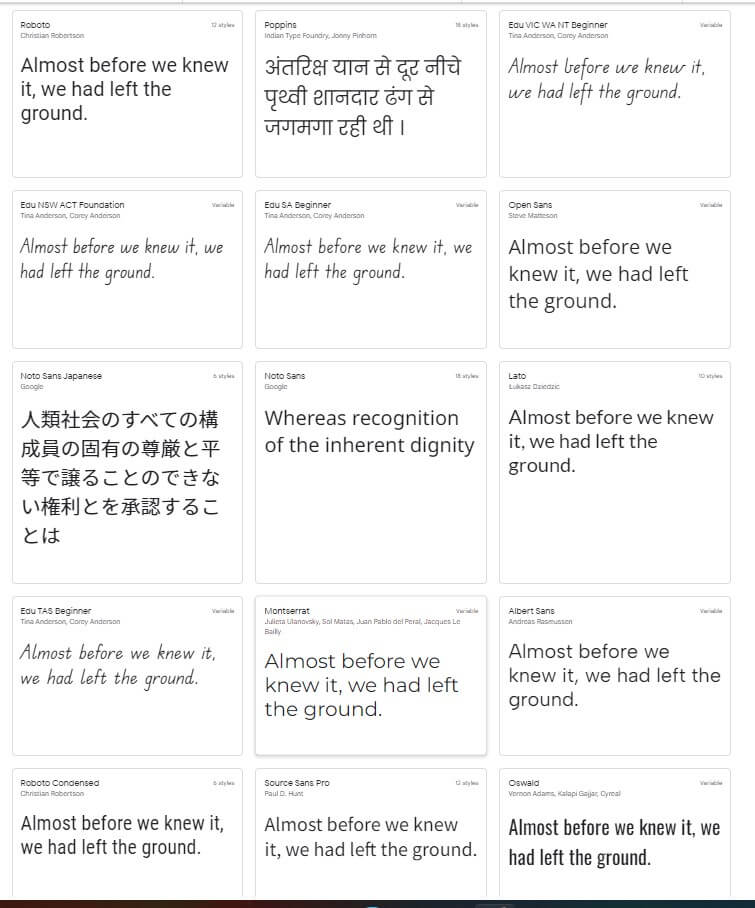 Roboto
12 styles
Christian Robertson
Almost before we knew
it, we had left the
ground.
Poppins
18 styles
Indian Type Foundry, Jonny Pinhorn
अंतरिक्ष यान से दूर नीचे
पृथ्वी शानदार ढंग से
जगमगा रही थी ।
Edu VIC WA NT Beginner
Variable
Tina Anderson, Corey Anderson
Almost before we knew it,
we had left the ground.
Edu NSW ACT Foundation
Variable
Tina Anderson, Corey Anderson
Almost before we knew it, we
had left the ground.
Edu SA Beginner
Variable
Tina Anderson, Corey Anderson
Almost before we knew it, we
had left the ground.
Open Sans
Variable
Steve Matteson
Almost before we
knew it, we had left
the ground.
Noto Sans Japanese
6 styles
Google
人類社会のすべての構
成員の固有の尊厳と平
等で譲ることのできな
い権利とを承認するこ
とは
Noto Sans
18 styles
Google
Whereas recognition
of the inherent dignity
Lato
10 styles
Łukasz Dziedzic
Almost before we knew
it, we had left the
ground.
Edu TAS Beginner
Variable
Tina Anderson, Corey Anderson
Almost before we knew it,
we had left the ground.
Montserrat
Variable
Julieta Ulanovsky, Sol Matas, Juan Pablo del Peral, Jacques Le
Bailly
Almost before we
knew it, we had left
the ground.
Albert Sans
Variable
Andreas Rasmussen
Almost before we
knew it, we had left the
ground.
Roboto Condensed
6 styles
Christian Robertson
Almost before we knew it,
we had left the ground.
Source Sans Pro
12 styles
Paul D. Hunt
Almost before we knew
it, we had left the ground.
Oswald
Variable
Vernon Adams, Kalapi Gajjar, Cyreal
Almost before we knew it, we
had left the ground.